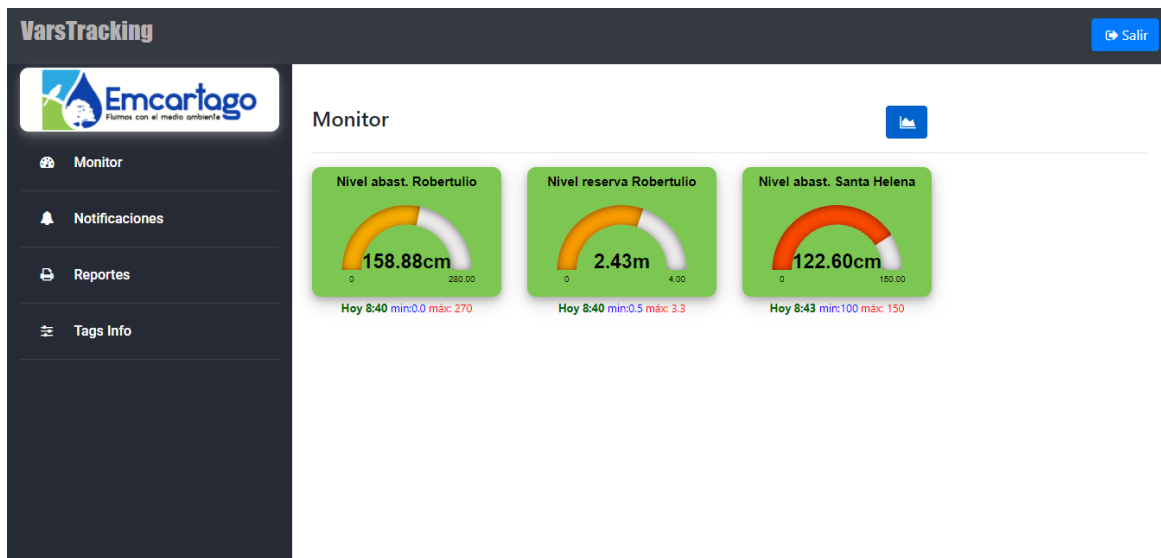 VarsTracking
Salir
Emcartago
Fluimos con el medio ambiente
Monitor
Notificaciones
Reportes
Tags Info
Monitor
Nivel abast. Robertulio
158.88cm
0 280.00
Hoy 8:40 min:0.0 máx: 270
Nivel reserva Robertulio
2.43m
0 4.00
Hoy 8:40 min:0.5 máx: 3.3
Nivel abast. Santa Helena
122.60cm
0 150.00
Hoy 8:43 min:100 máx: 150